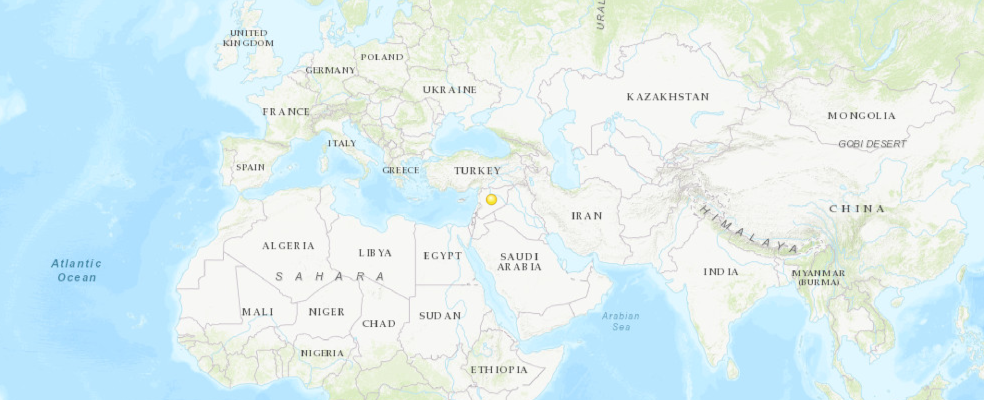 URAL
UNITED
KINGDOM
POLAND
GERMANY
UKRAINE
KAZAKHSTAN
FRANCE
MONGOLIA
ITALY
GOBI DESERT
SPAIN
GREECE
TURKEY
CHINA
IRAN
HIMALAYA
ALGERIA
LIBYA
EGYPT
SAUDI
ARABIA
Atlantic
Ocean
SAHARA
INDIA
MYANMAR
(BURMA)
MALI
NIGER
CHAD
SUDAN
Arabian
Sea
NIGERIA
ETHIOPIA